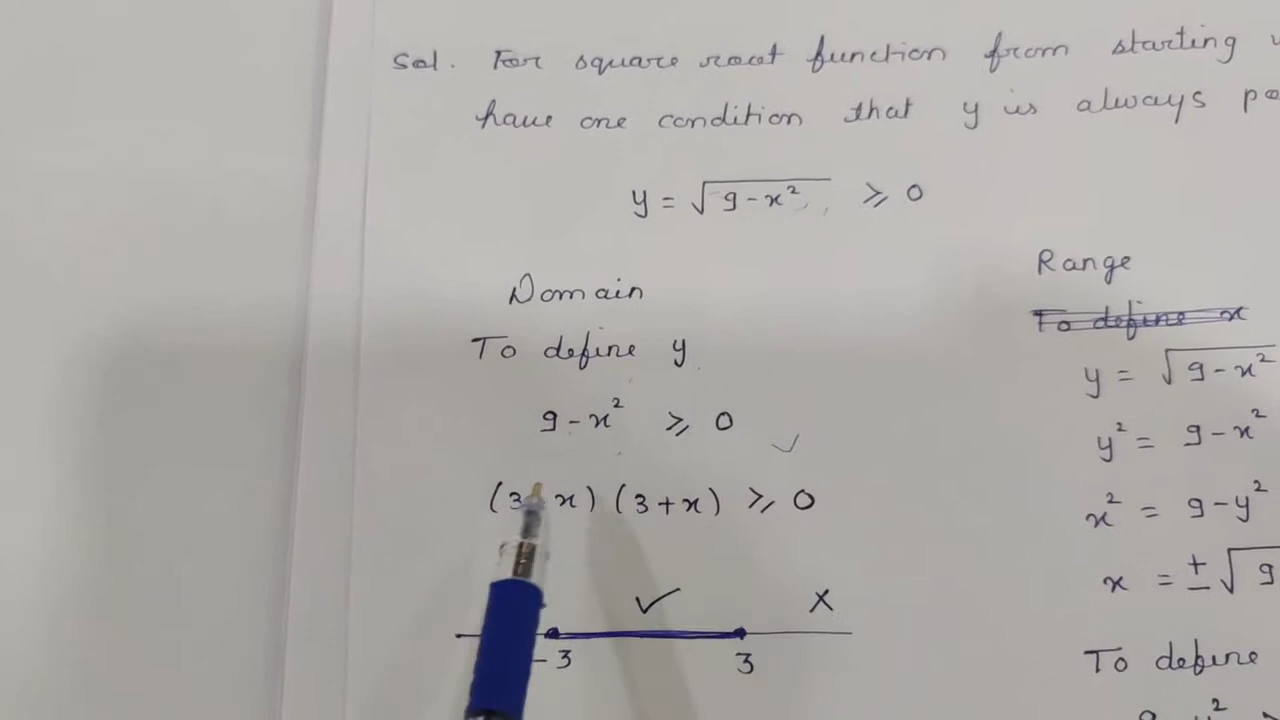 Sol. For square root function from starting
have one condition that y is always
y = √9-x² ≥ 0
Domain
To define y
9-x² ≥ 0
(3 x) (3+x) ≥ 0
-3 3
Range
To define x
y = √9-x²
y² = 9-x²
x² = 9-y²
x = ±√9
To define